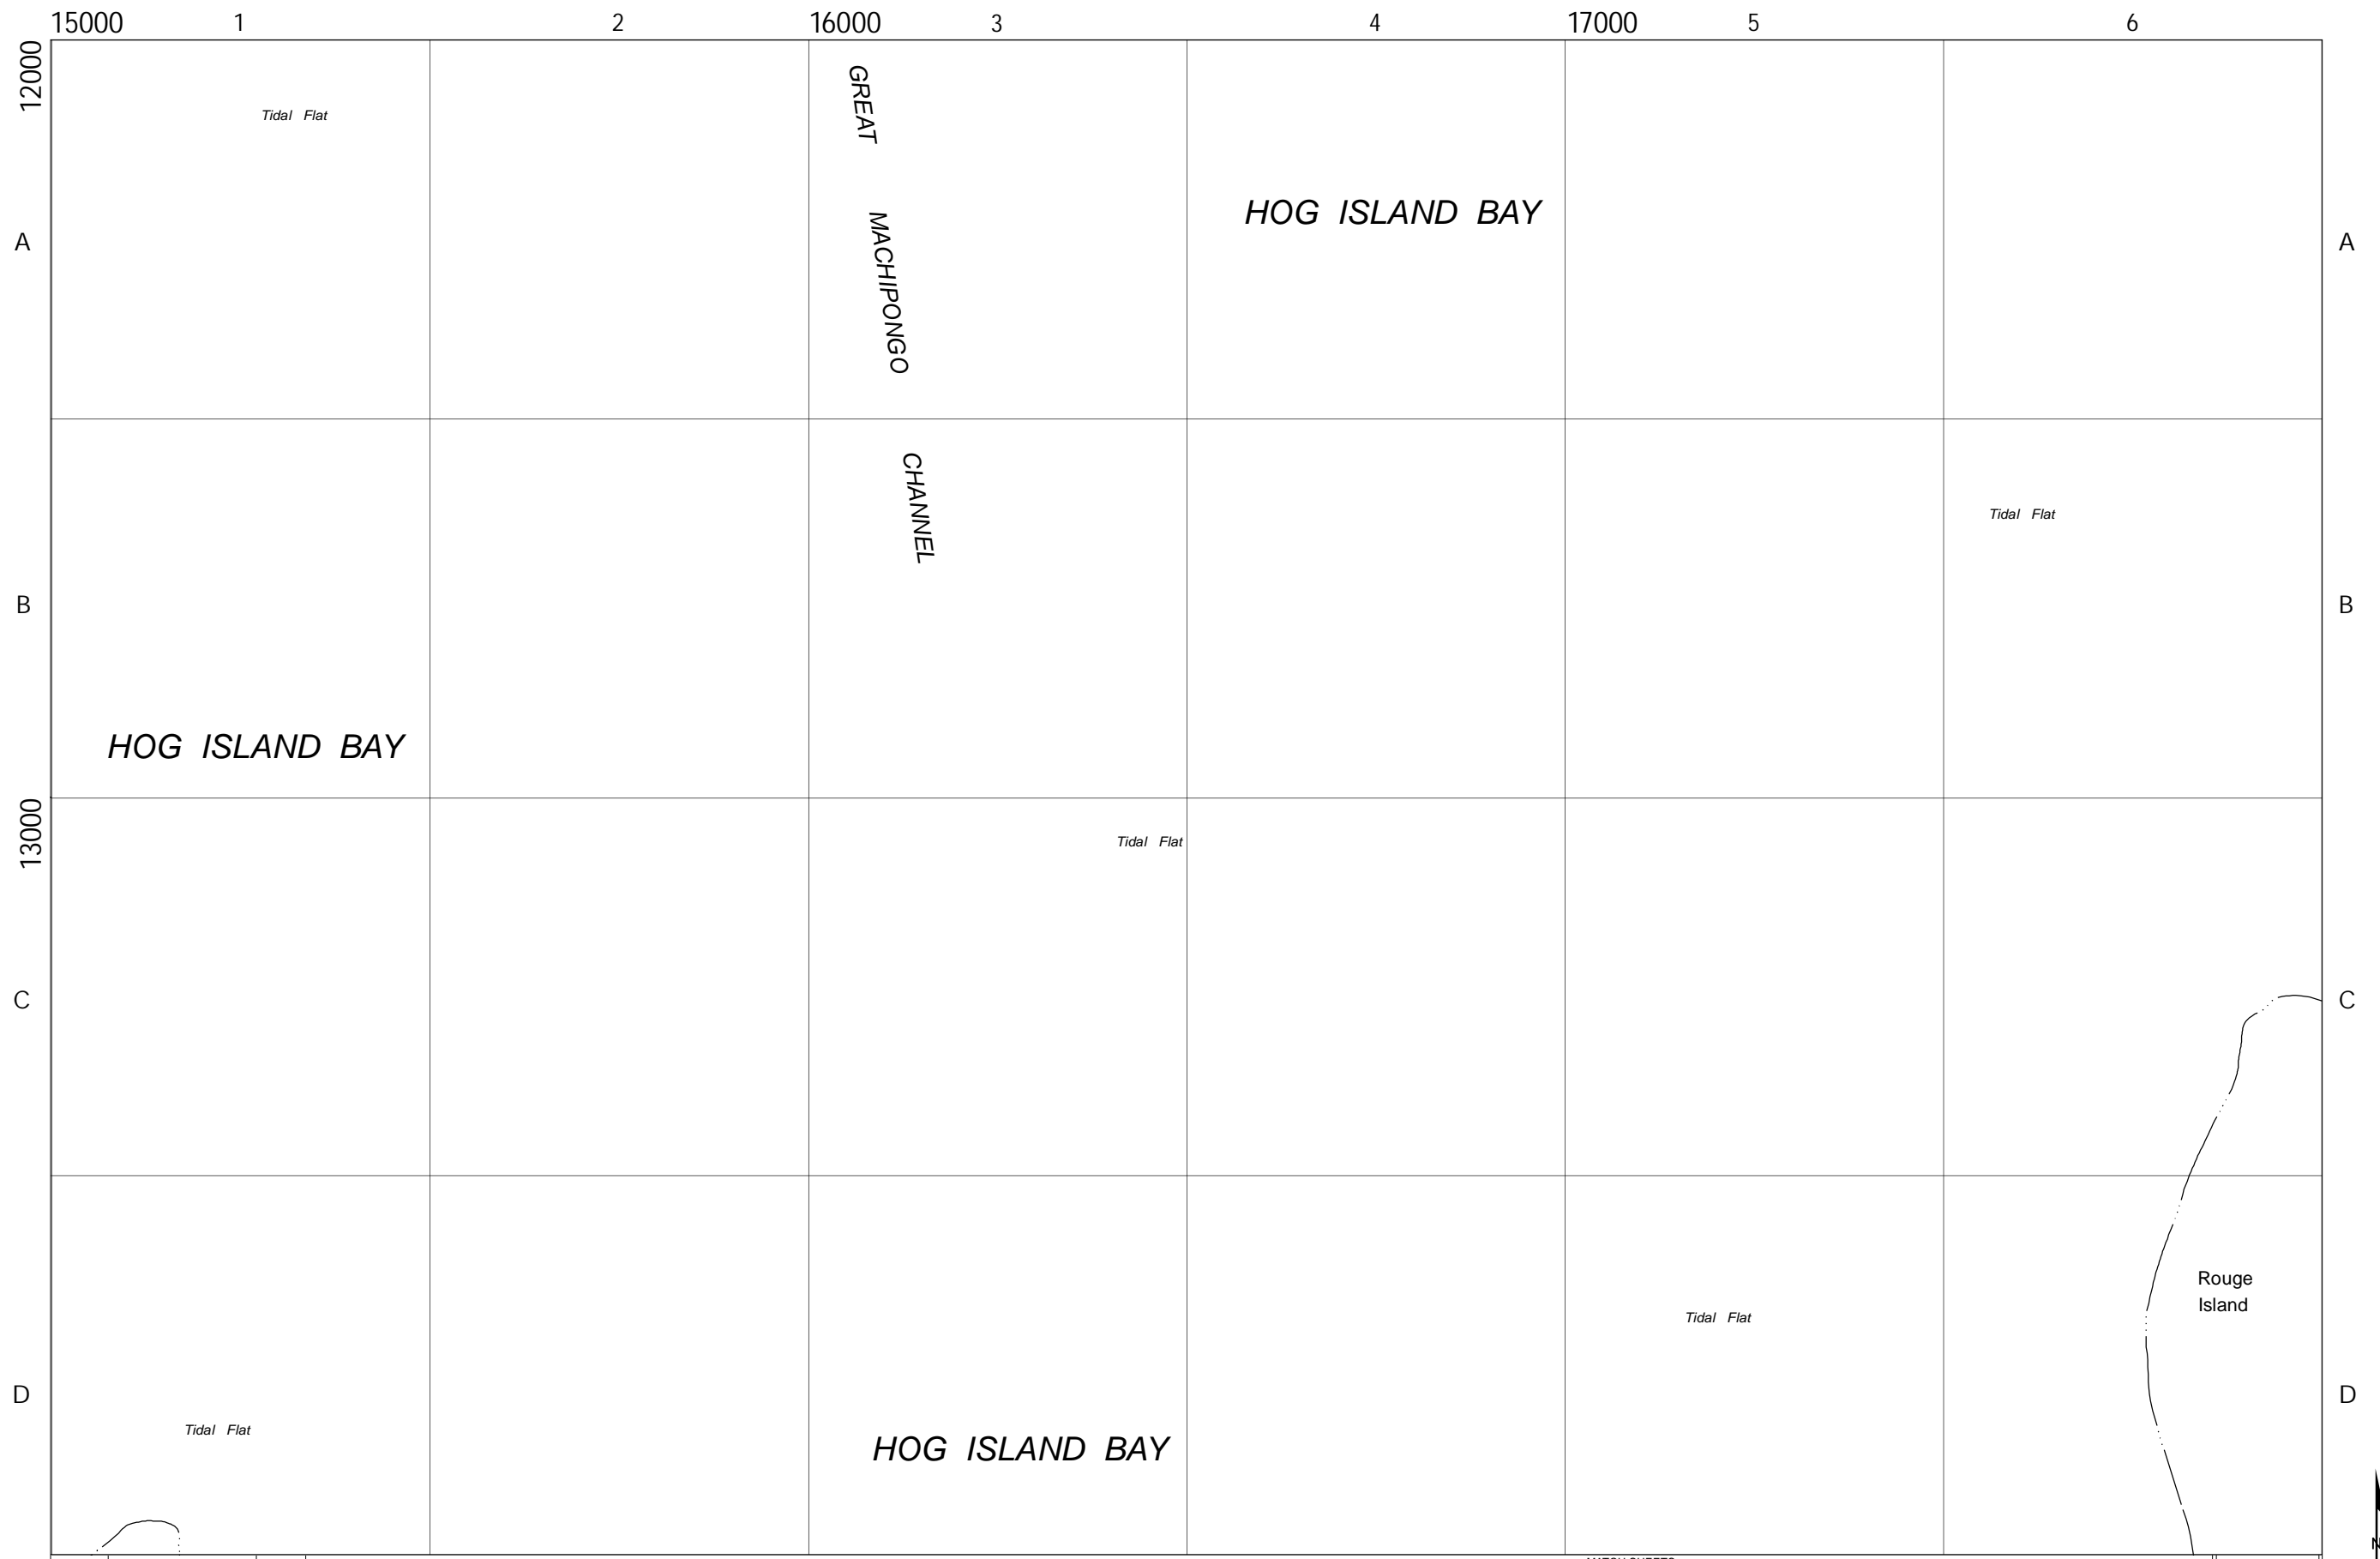 15000 1 2 16000 3 4 17000 5 6
12000
Tidal Flat
GREAT
HOG ISLAND BAY
MACHIPONGO
A A
CHANNEL
Tidal Flat
B B
HOG ISLAND BAY
13000
Tidal Flat
C C
Rouge
Island
Tidal Flat
D D
Tidal Flat
HOG ISLAND BAY